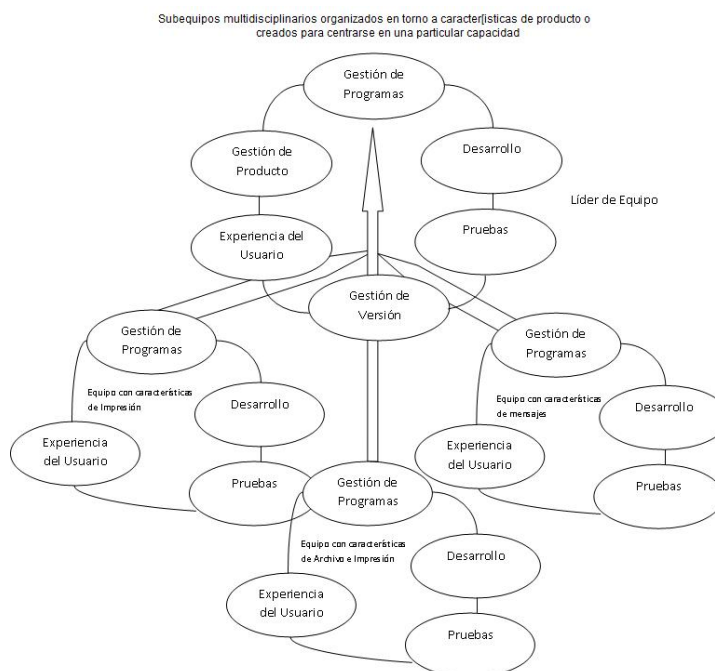 Subequipos multidisciplinarios organizados en torno a caracter[isticas de producto o
creados para centrarse en una particular capacidad
Gestión de
Programas
Gestión de
Producto
Desarrollo
Líder de Equipo
Experiencia del
Usuario
Pruebas
Gestión de
Versión
Gestión de
Programas
Equipo con características
de Impresión
Desarrollo
Experiencia
del Usuario
Pruebas
Gestión de
Programas
Equipo con características
de mensajes
Desarrollo
Experiencia
del Usuario
Pruebas
Gestión de
Programas
Equipo con características
de Archivo e Impresión
Desarrollo
Experiencia
del Usuario
Pruebas